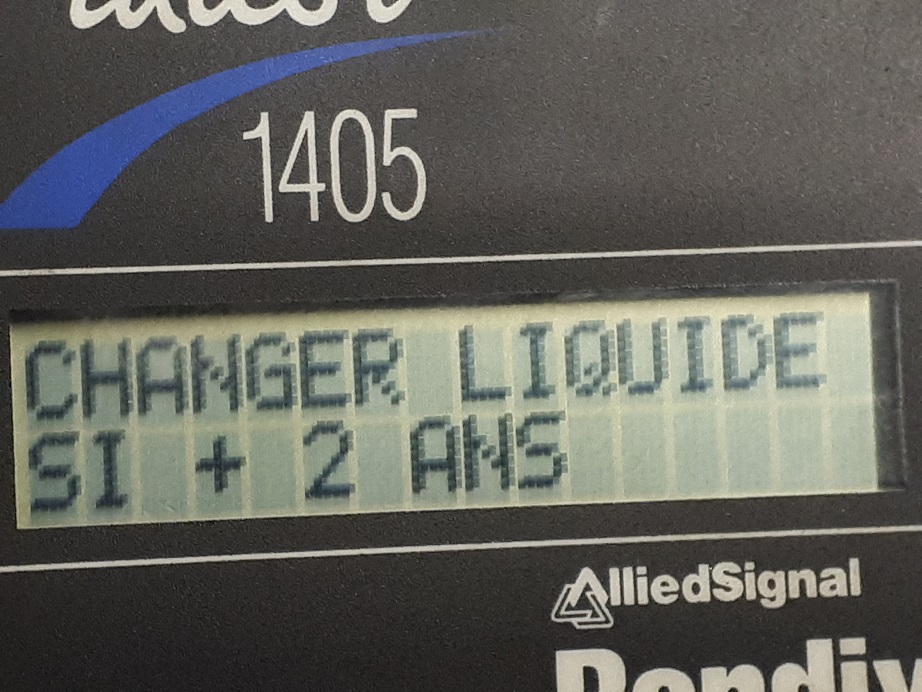 1405
CHANGER LIQUIDE
SI + 2 ANS
AlliedSignal